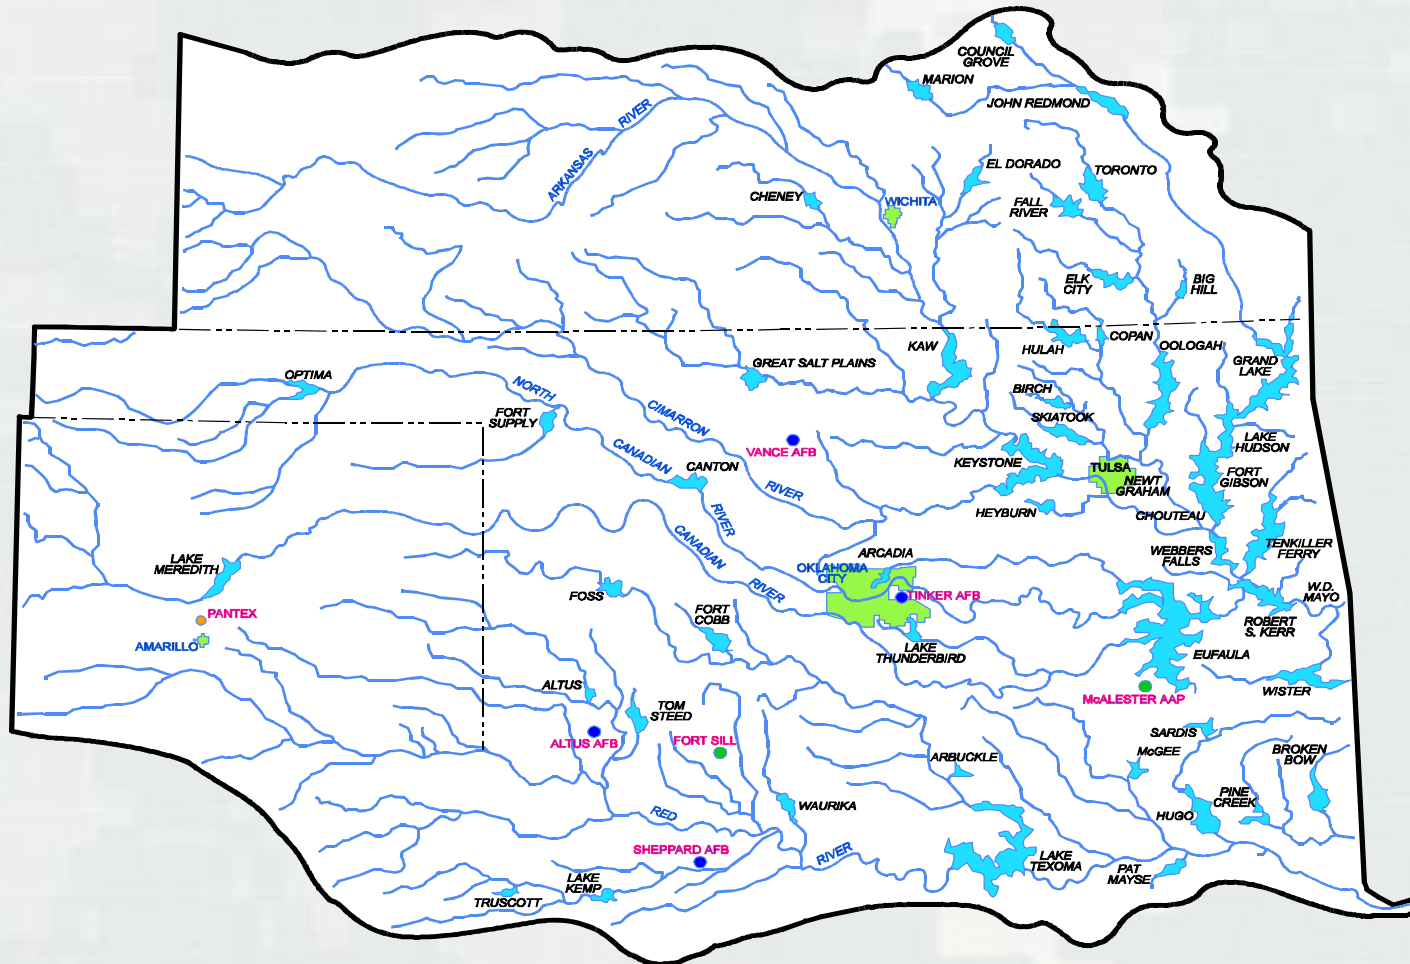 COUNCIL
GROVE
MARION
JOHN REDMOND
RIVER
ARKANSAS
EL DORADO
TORONTO
CHENEY
WICHITA
FALL
RIVER
ELK
CITY
BIG
HILL
KAW
HULAH
COPAN
OOLOGAH
GREAT SALT PLAINS
GRAND
LAKE
OPTIMA
NORTH
BIRCH
FORT
SUPPLY
CIMARRON
SKIATOOK
LAKE
HUDSON
VANCE AFB
CANADIAN
CANTON
KEYSTONE
TULSA
NEWT
GRAHAM
FORT
GIBSON
RIVER
HEYBURN
CHOUTEAU
RIVER
CANADIAN
ARCADIA
TENKILLER
FERRY
WEBBERS
FALLS
LAKE
MEREDITH
OKLAHOMA
CITY
FOSS
RIVER
TINKER AFB
W.D.
MAYO
PANTEX
FORT
COBB
ROBERT
S. KERR
AMARILLO
LAKE
THUNDERBIRD
EUFAULA
ALTUS
McALESTER AAP
WISTER
TOM
STEED
ALTUS AFB
FORT SILL
SARDIS
McGEE
BROKEN
BOW
ARBUCKLE
WAURIKA
PINE
CREEK
HUGO
RED
SHEPPARD AFB
RIVER
LAKE
TEXOMA
PAT
MAYSE
LAKE
KEMP
TRUSCOTT